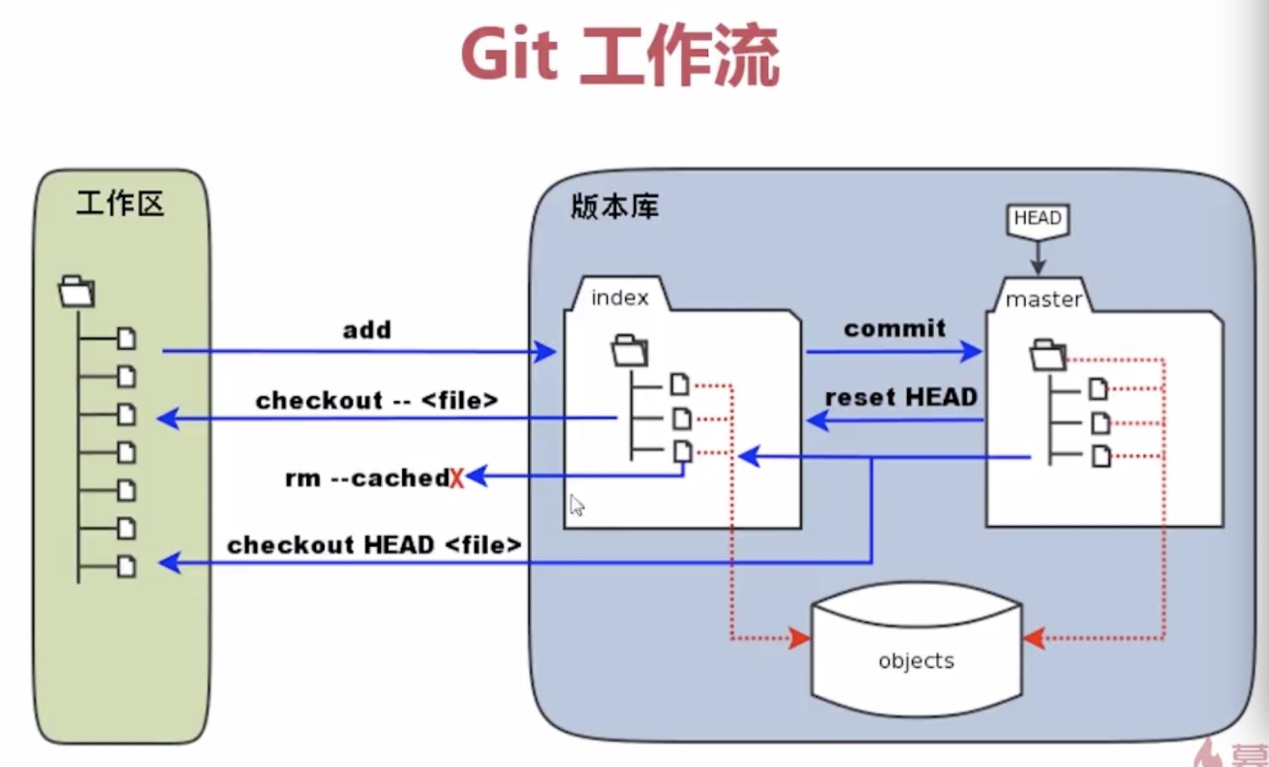 Git 工作流
工作区
版本库
HEAD
index
master
add
commit
checkout -- <file>
reset HEAD
rm --cachedX
checkout HEAD <file>
objects